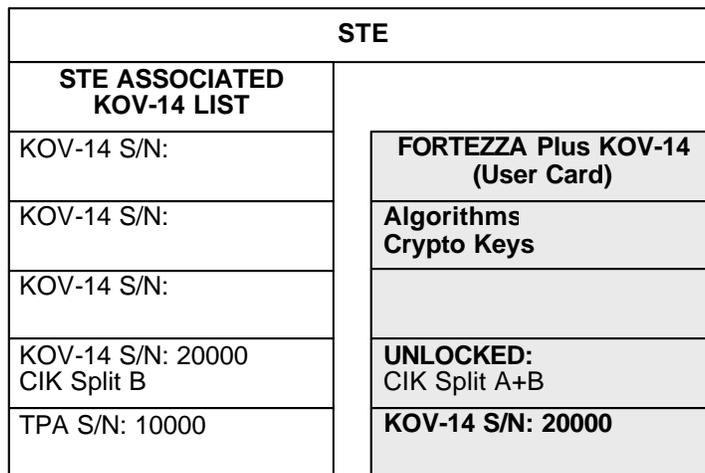 STE
STE ASSOCIATED
KOV-14 LIST
KOV-14 S/N:
KOV-14 S/N:
KOV-14 S/N:
KOV-14 S/N: 20000
CIK Split B
TPA S/N: 10000
FORTEZZA Plus KOV-14
(User Card)
Algorithms
Crypto Keys
UNLOCKED:
CIK Split A+B
KOV-14 S/N: 20000